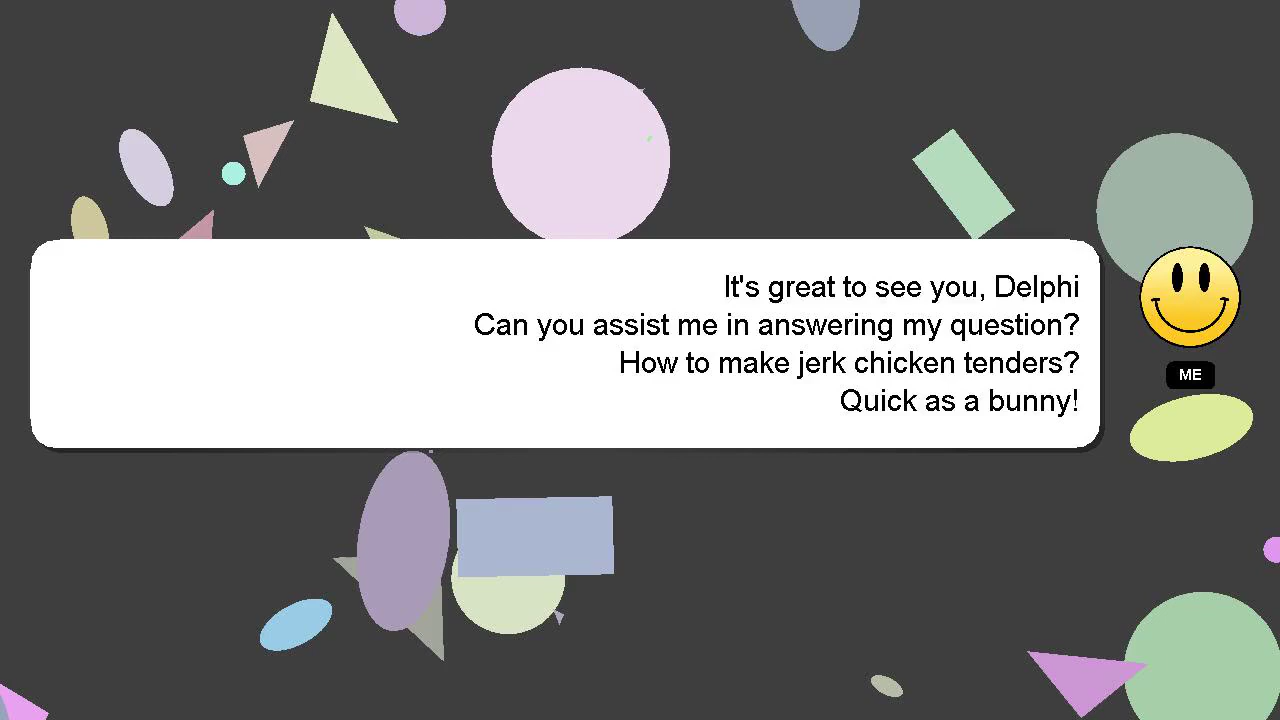 It's great to see you, Delphi
Can you assist me in answering my question?
How to make jerk chicken tenders?
Quick as a bunny!
ME